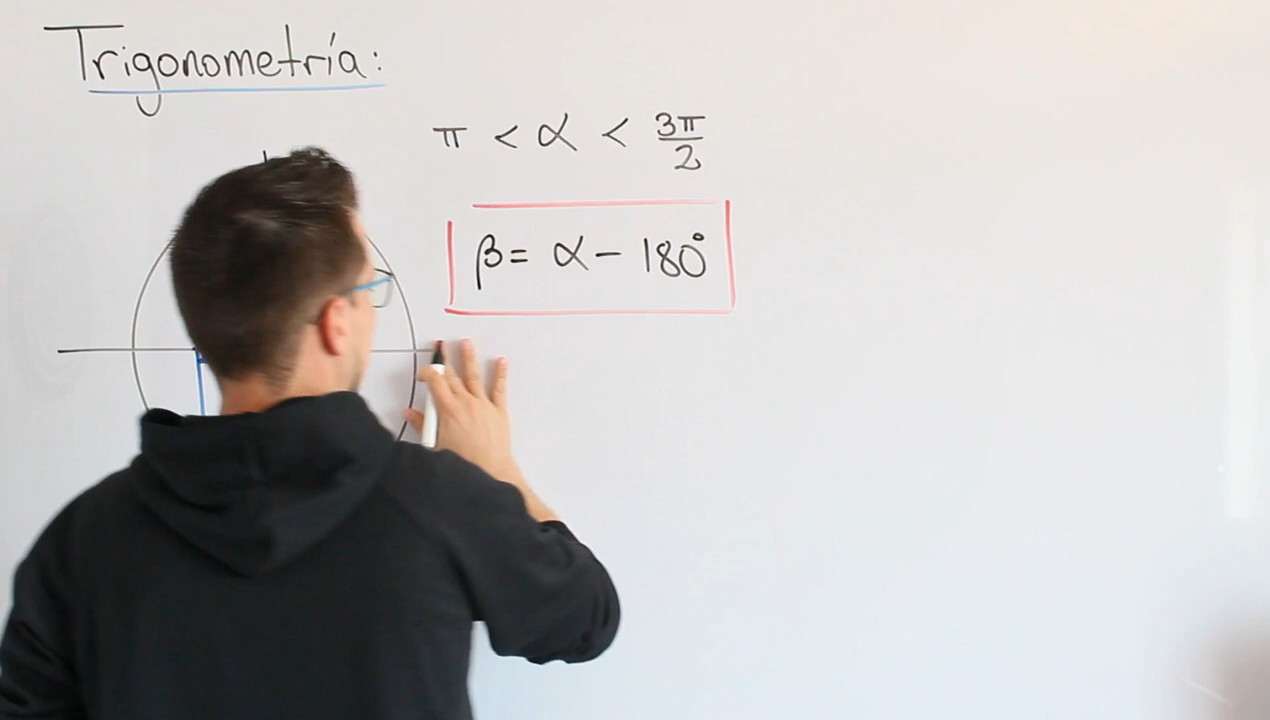 Trigonometría:
π < α < 3π/2
β = α - 180°